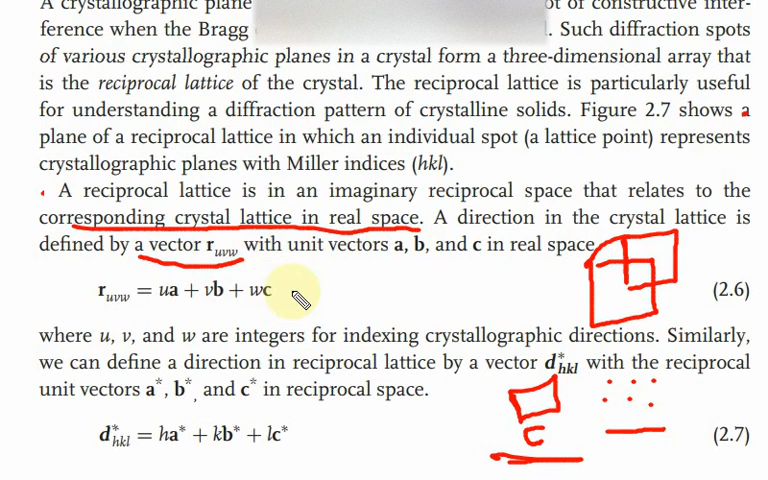 A crystallographic plane ot of constructive inter-
ference when the Bragg . Such diffraction spots
of various crystallographic planes in a crystal form a three-dimensional array that
is the reciprocal lattice of the crystal. The reciprocal lattice is particularly useful
for understanding a diffraction pattern of crystalline solids. Figure 2.7 shows a
plane of a reciprocal lattice in which an individual spot (a lattice point) represents
crystallographic planes with Miller indices (hkl).
A reciprocal lattice is in an imaginary reciprocal space that relates to the
corresponding crystal lattice in real space. A direction in the crystal lattice is
defined by a vector r_uvw with unit vectors a, b, and c in real space
r_uvw = ua + vb + wc (2.6)
where u, v, and w are integers for indexing crystallographic directions. Similarly,
we can define a direction in reciprocal lattice by a vector d*_hkl with the reciprocal
unit vectors a*, b*, and c* in reciprocal space.
C
d*_hkl = ha* + kb* + lc* (2.7)